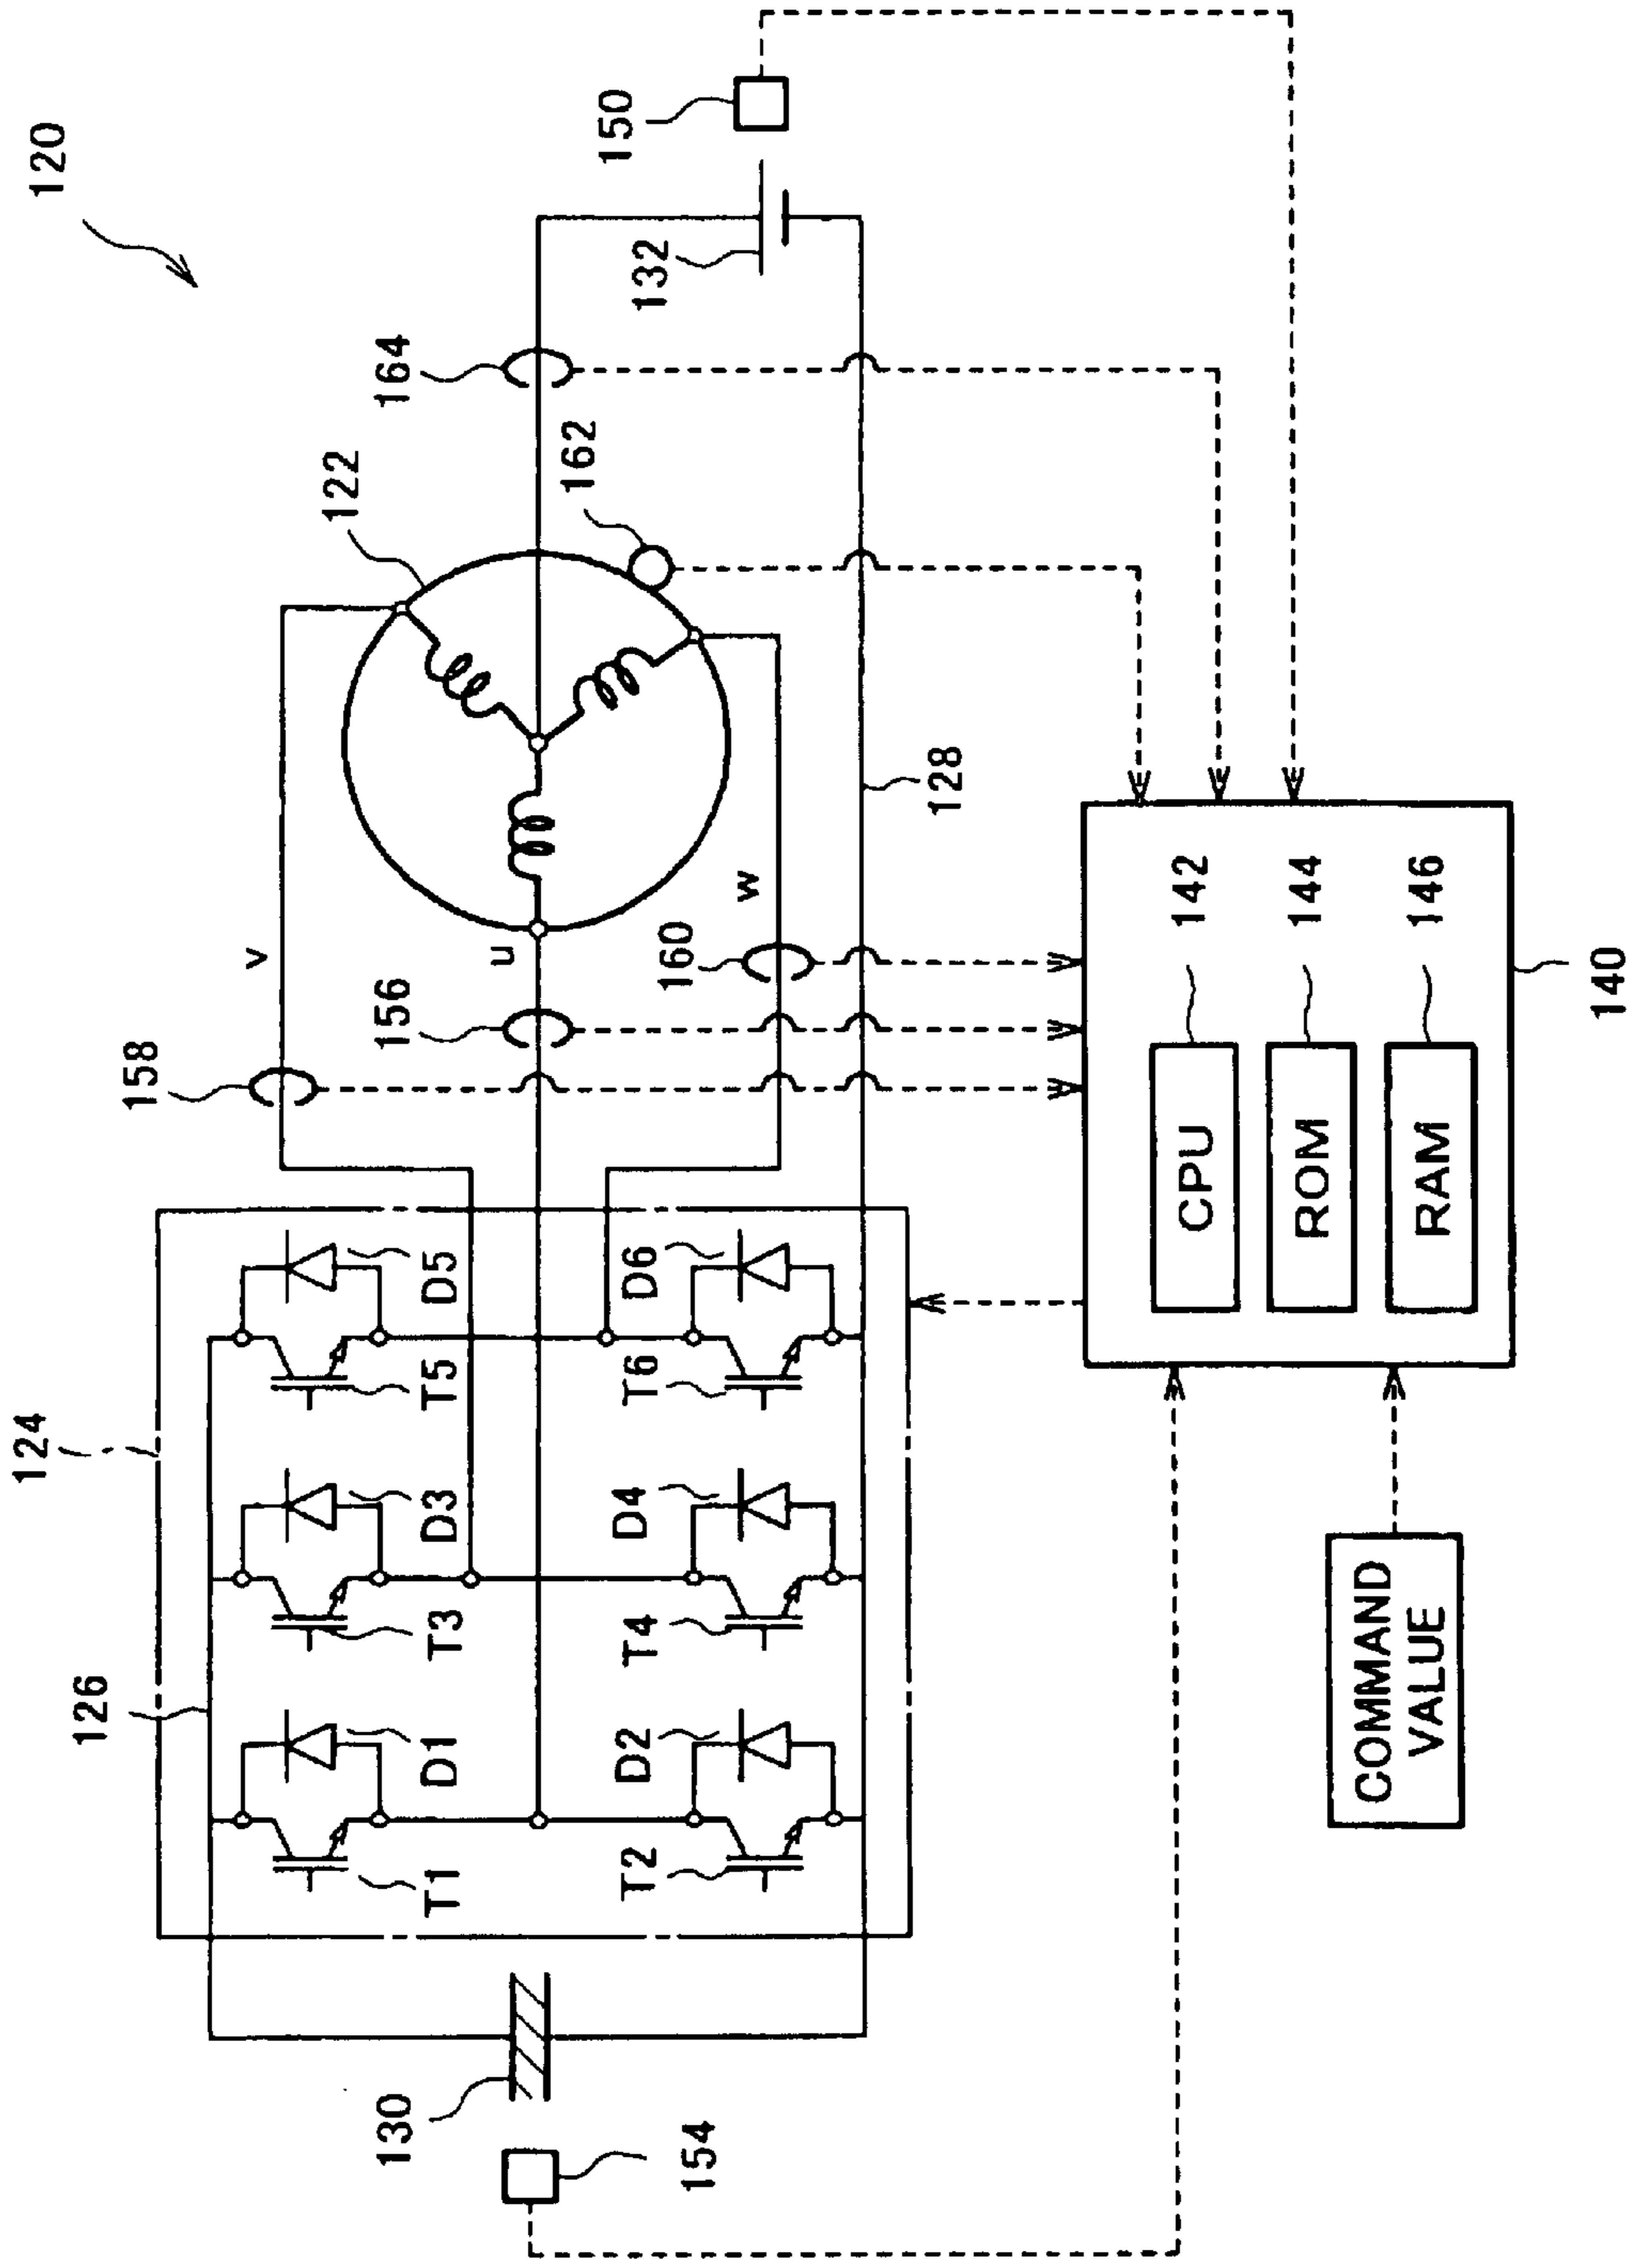 120
124
126
158
v
122
164
150
156
u
162
132
T1
D1
T3
D3
T5
D5
130
154
T2
D2
T4
D4
T6
D6
160
w
128
CPU
142
ROM
144
RAM
146
140
COMMAND
VALUE